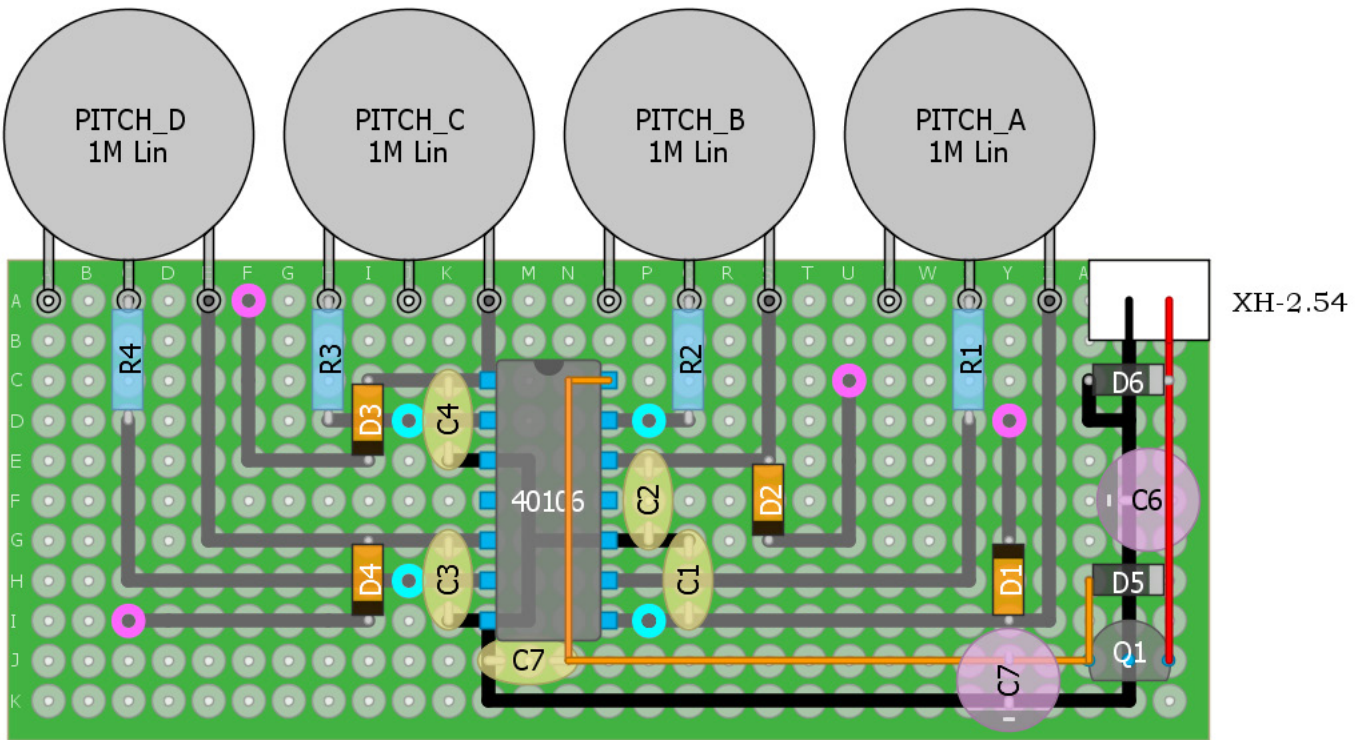 PITCH_D
1M Lin
PITCH_C
1M Lin
PITCH_B
1M Lin
PITCH_A
1M Lin
XH-2.54
B D F G I K M N P R T U W Y A
A
B
C
D
E
F
G
H
I
J
K
R4
R3
R2
R1
D6
D3
C4
40106
C2
D2
C6
C3
D4
C1
D1
D5
C7
Q1
C7